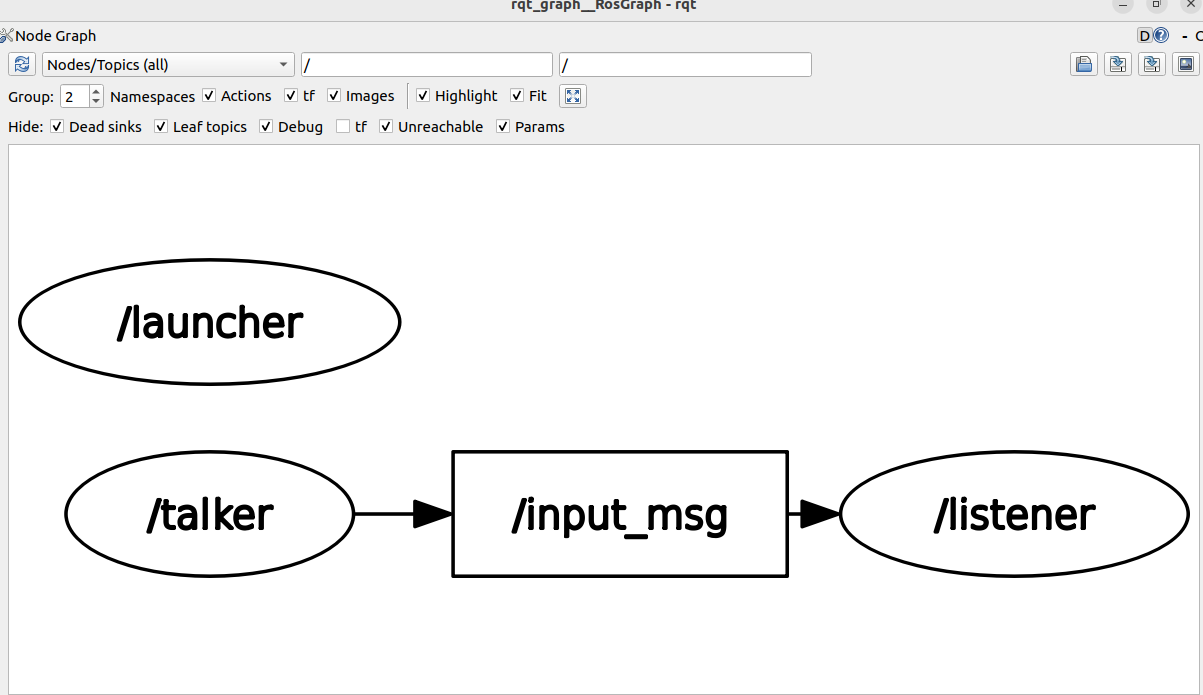 rqt_graph__RosGraph - rqt
Node Graph
D ? - O
Nodes/Topics (all) / /
Group: 2 Namespaces Actions tf Images Highlight Fit
Hide: Dead sinks Leaf topics Debug tf Unreachable Params
/launcher
/talker /input_msg /listener